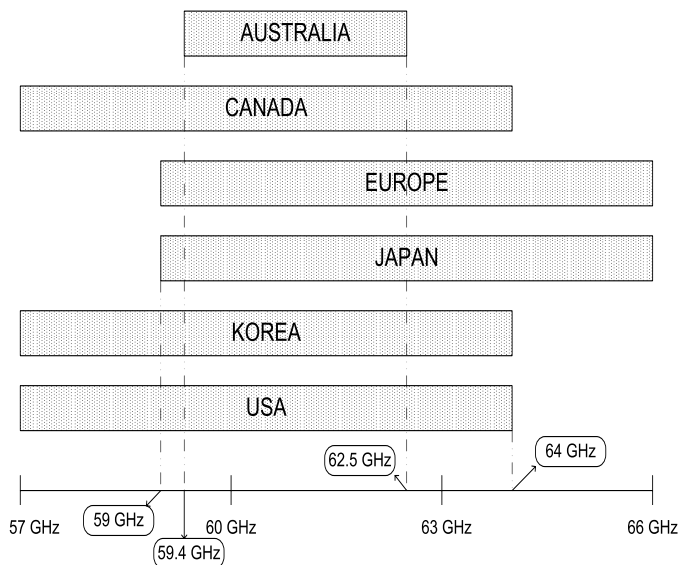 AUSTRALIA
CANADA
EUROPE
JAPAN
KOREA
USA
62.5 GHz
64 GHz
57 GHz
59 GHz
59.4 GHz
60 GHz
63 GHz
66 GHz